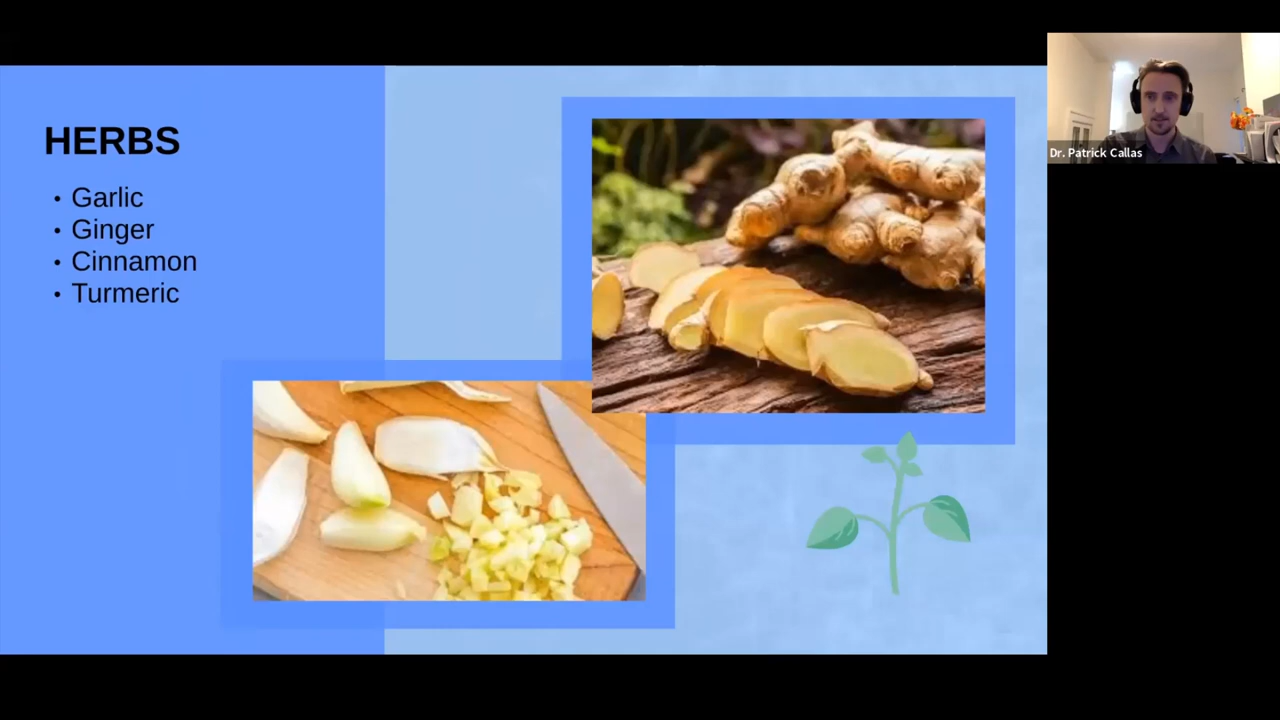 HERBS
• Garlic
• Ginger
• Cinnamon
• Turmeric
Dr. Patrick Callas